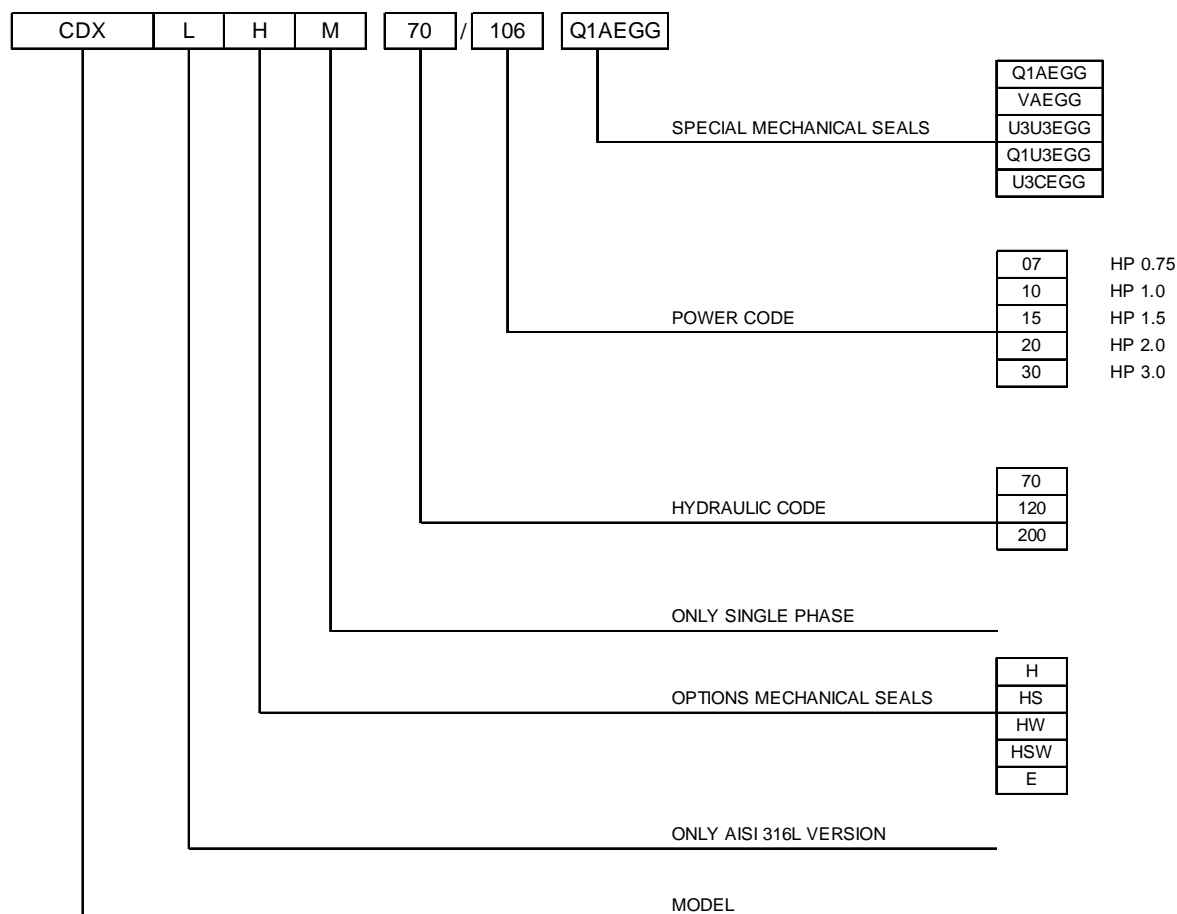 CDX L H M 70 / 106 Q1AEGG
Q1AEGG
VAEGG
SPECIAL MECHANICAL SEALS U3U3EGG
Q1U3EGG
U3CEGG
07 HP 0.75
10 HP 1.0
POWER CODE 15 HP 1.5
20 HP 2.0
30 HP 3.0
70
HYDRAULIC CODE 120
200
ONLY SINGLE PHASE
H
OPTIONS MECHANICAL SEALS HS
HW
HSW
E
ONLY AISI 316L VERSION
MODEL